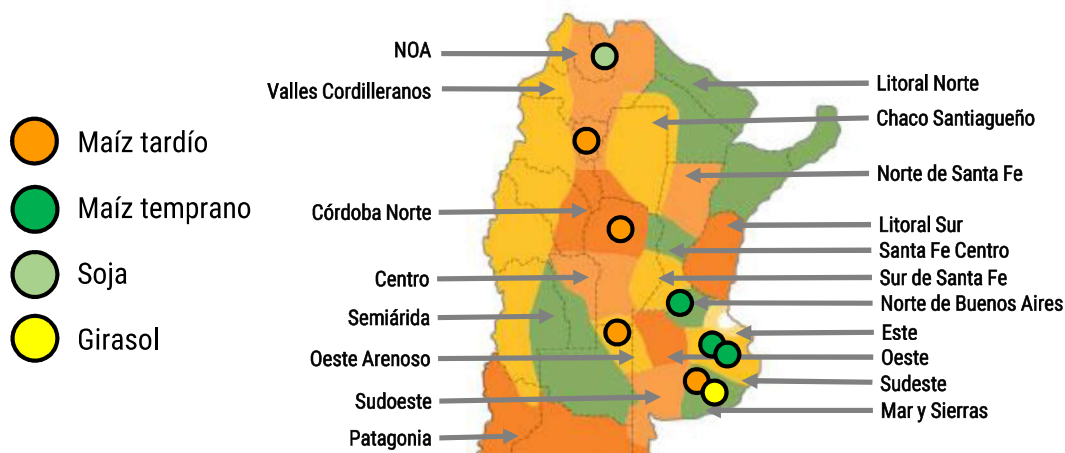 Maíz tardío
Maíz temprano
Soja
Girasol
NOA
Valles Cordilleranos
Córdoba Norte
Centro
Semiárida
Oeste Arenoso
Sudoeste
Patagonia
Litoral Norte
Chaco Santiagueño
Norte de Santa Fe
Litoral Sur
Santa Fe Centro
Sur de Santa Fe
Norte de Buenos Aires
Este
Oeste
Sudeste
Mar y Sierras